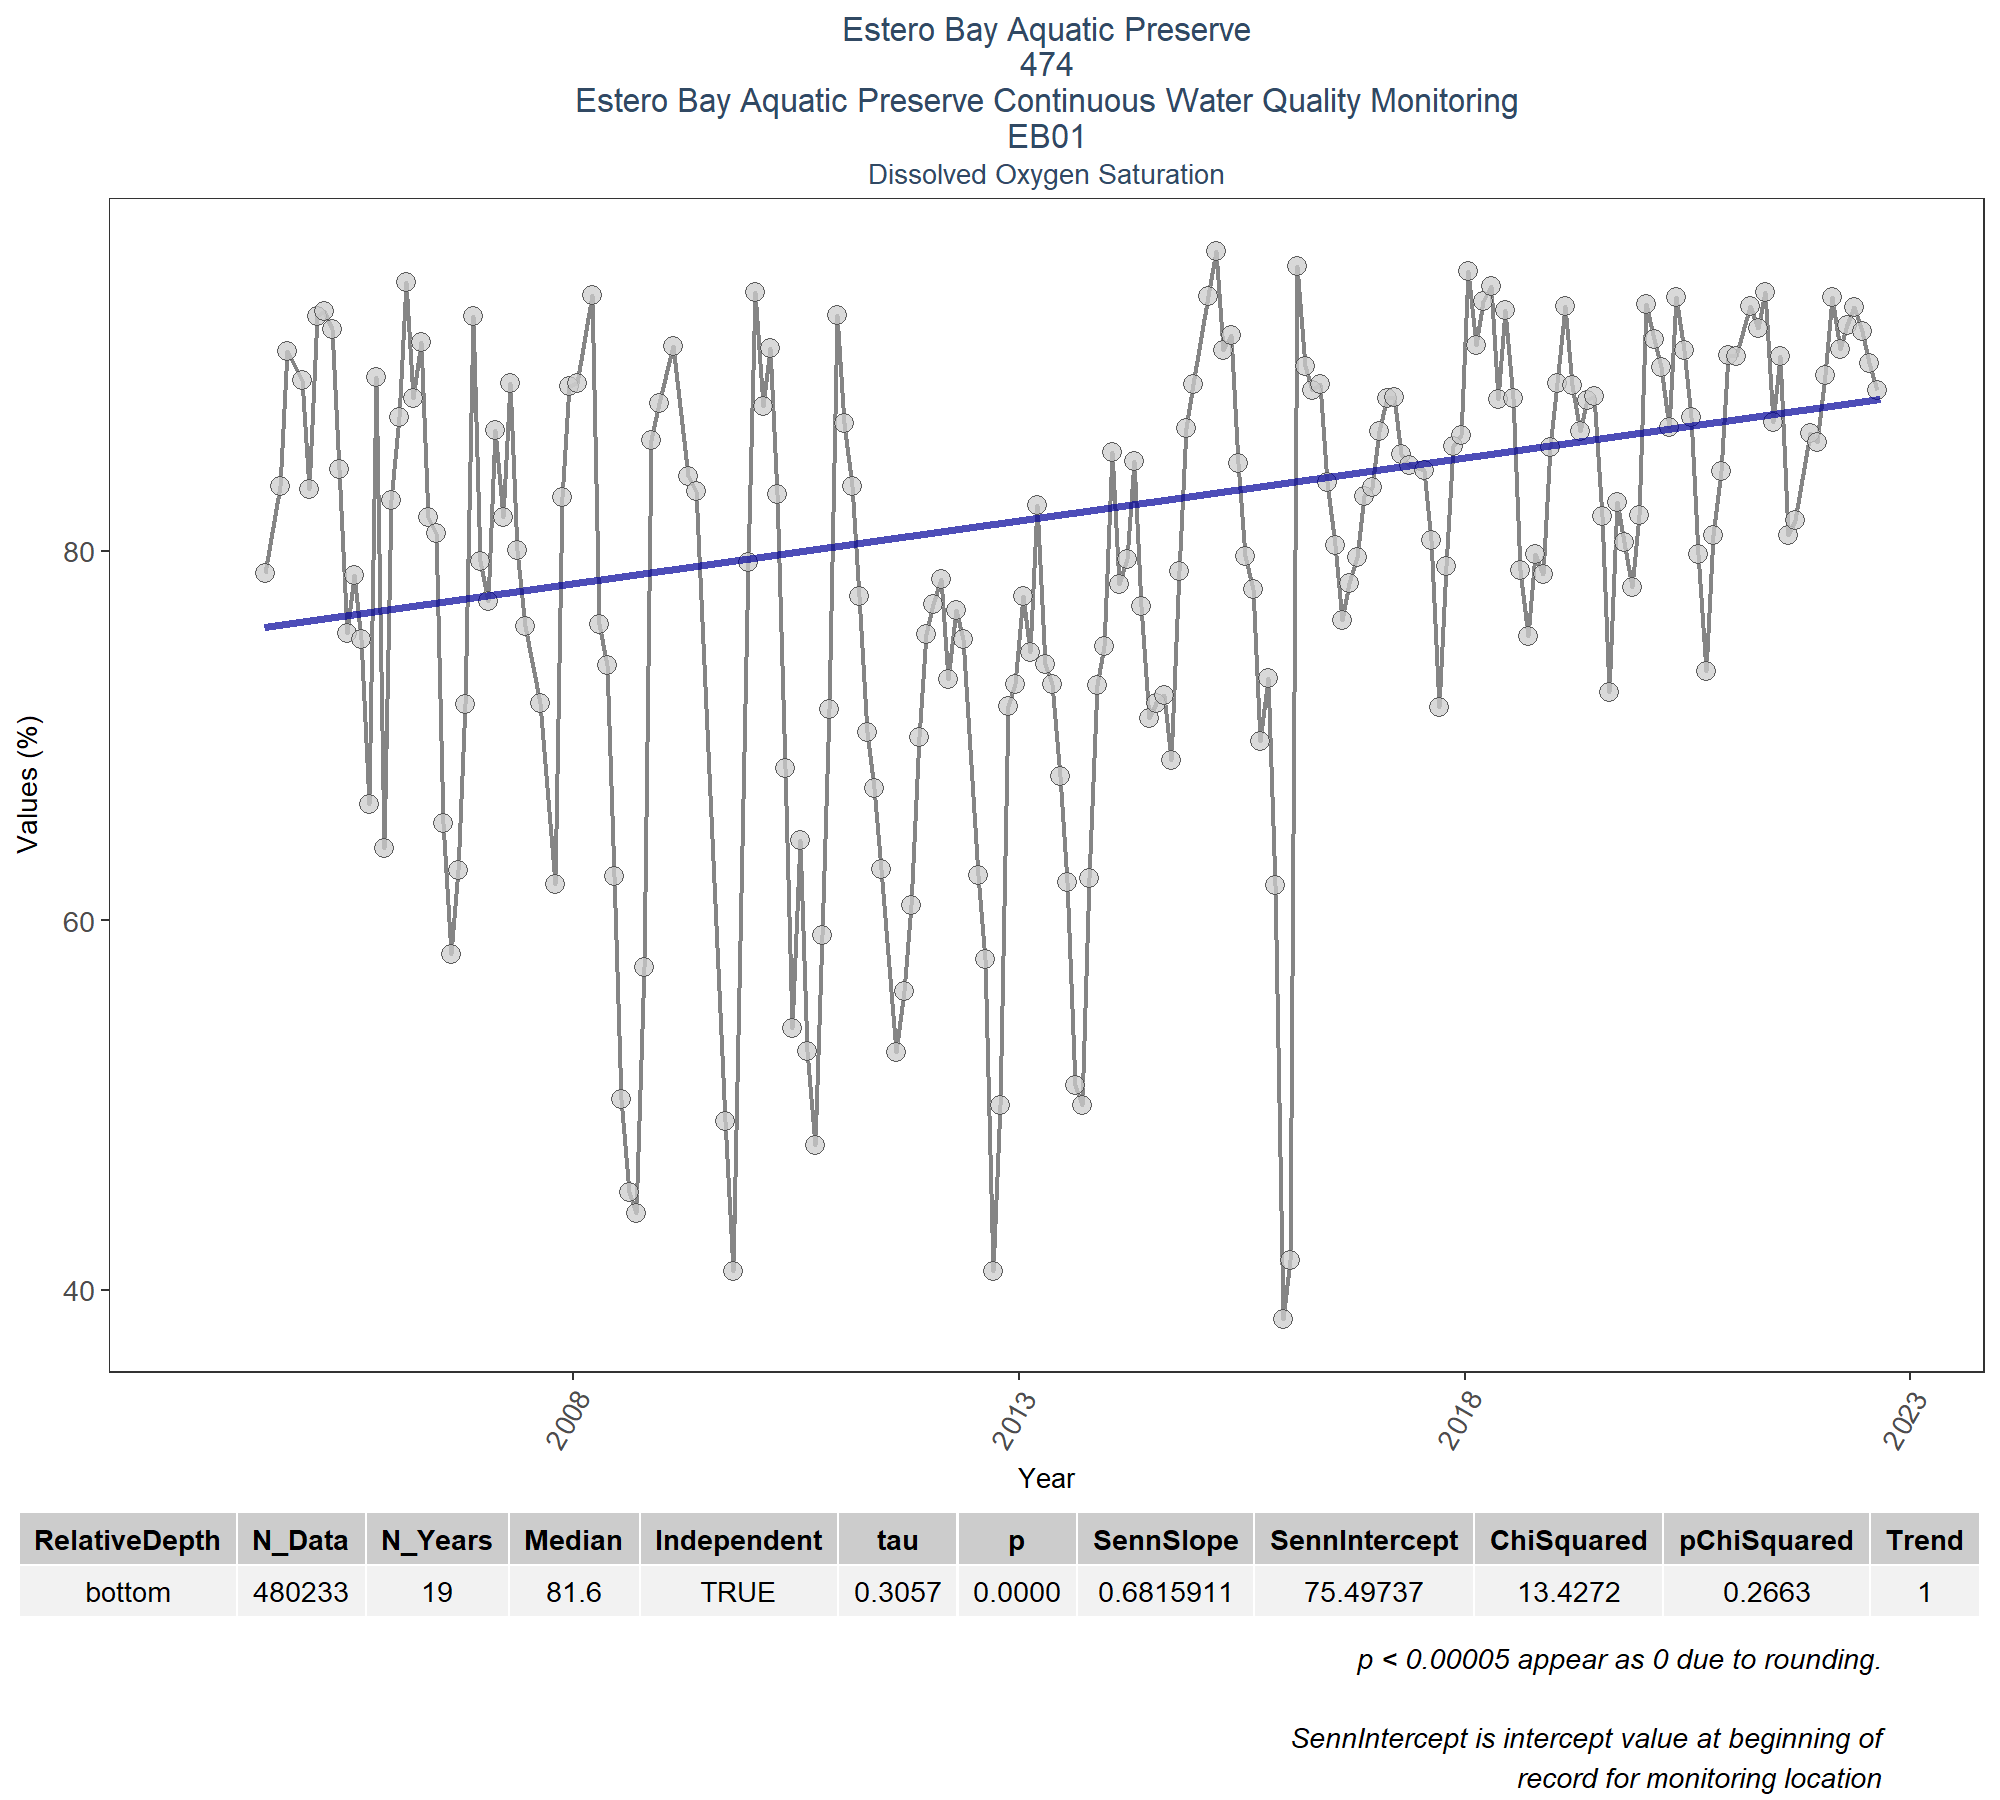 Estero Bay Aquatic Preserve
474
Estero Bay Aquatic Preserve Continuous Water Quality Monitoring
EB01
Dissolved Oxygen Saturation
Values (%)
80
60
40
2008
2013
2018
2023
Year
RelativeDepth N_Data N_Years Median Independent tau p SennSlope SennIntercept ChiSquared pChiSquared Trend
bottom 480233 19 81.6 TRUE 0.3057 0.0000 0.6815911 75.49737 13.4272 0.2663 1
p < 0.00005 appear as 0 due to rounding.
SennIntercept is intercept value at beginning of
record for monitoring location